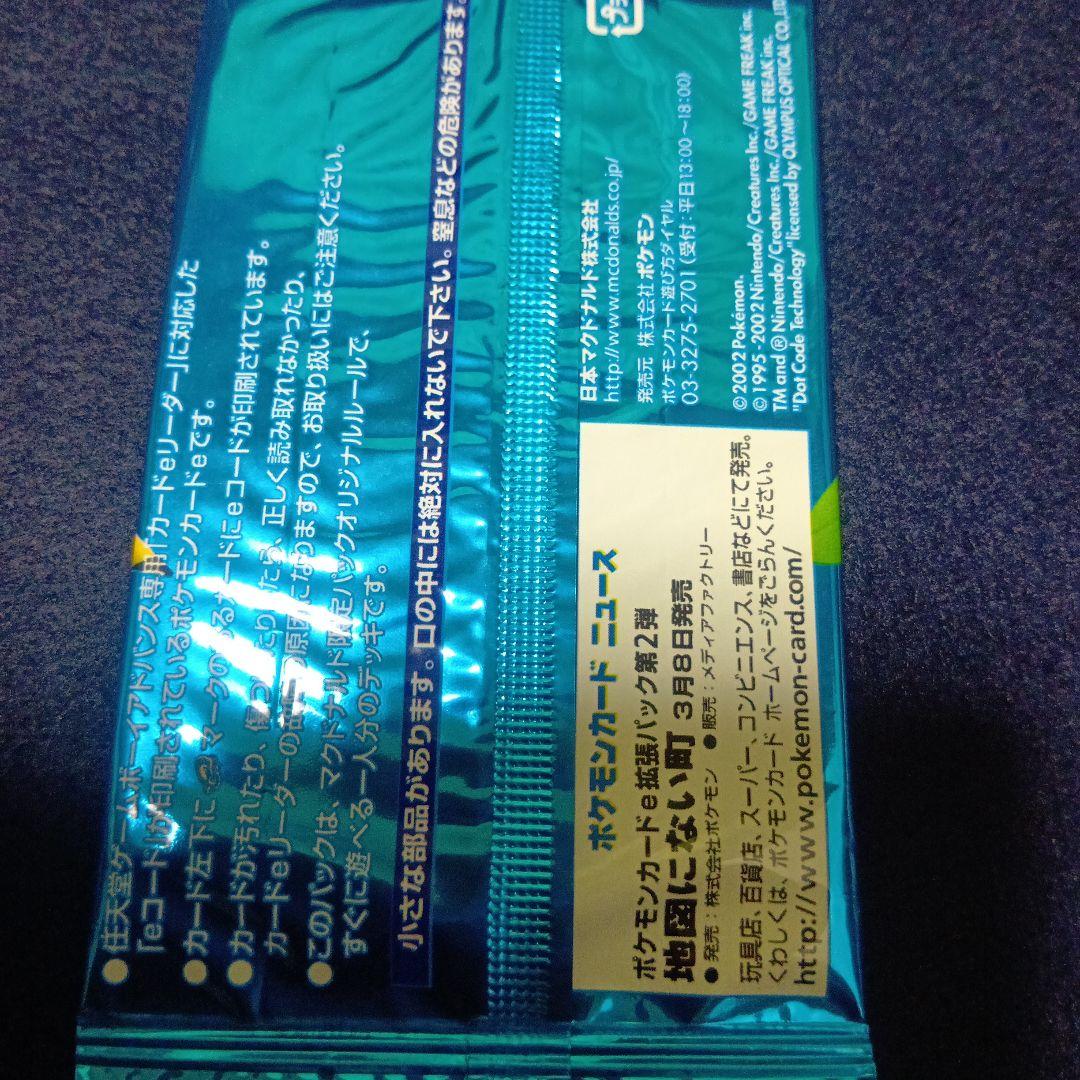 ●任天堂ゲームボーイアドバンス専用「カードeリーダー」に対応した
「eコード」が印刷されているポケモンカードeです。
●カード左下に マークのあるカードにeコードが印刷されています。
●カードが汚れたり、傷ついたりしたら、正しく読み取れなかったり、
カードeリーダーの故障の原因になりますので、お取り扱いにはご注意ください。
●このパックは、マクドナルド限定パックオリジナルルールで、
すぐに遊べる一人分のデッキです。
小さな部品があります。口の中には絶対に入れないで下さい。窒息などの危険があります。
プラ
日本マクドナルド株式会社
http://www.mcdonalds.co.jp/
発売元 株式会社ポケモン
ポケモンカード遊び方ダイヤル
03-3275-2701(受付:平日13:00〜18:00)
©2002 Pokémon.
©1995-2002 Nintendo/Creatures Inc./GAME FREAK inc.
TM and ® Nintendo/Creatures Inc./GAME FREAK inc.
"Dot Code Technology" licensed by OLYMPUS OPTICAL CO.,LTD
ポケモンカード ニュース
ポケモンカードe拡張パック第2弾
地図にない町 3月8日発売
●発売:株式会社ポケモン ●販売:メディアファクトリー
玩具店、百貨店、スーパー、コンビニエンス、書店などにて発売。
くわしくは、ポケモンカード ホームページをごらんください。
http://www.pokemon-card.com/